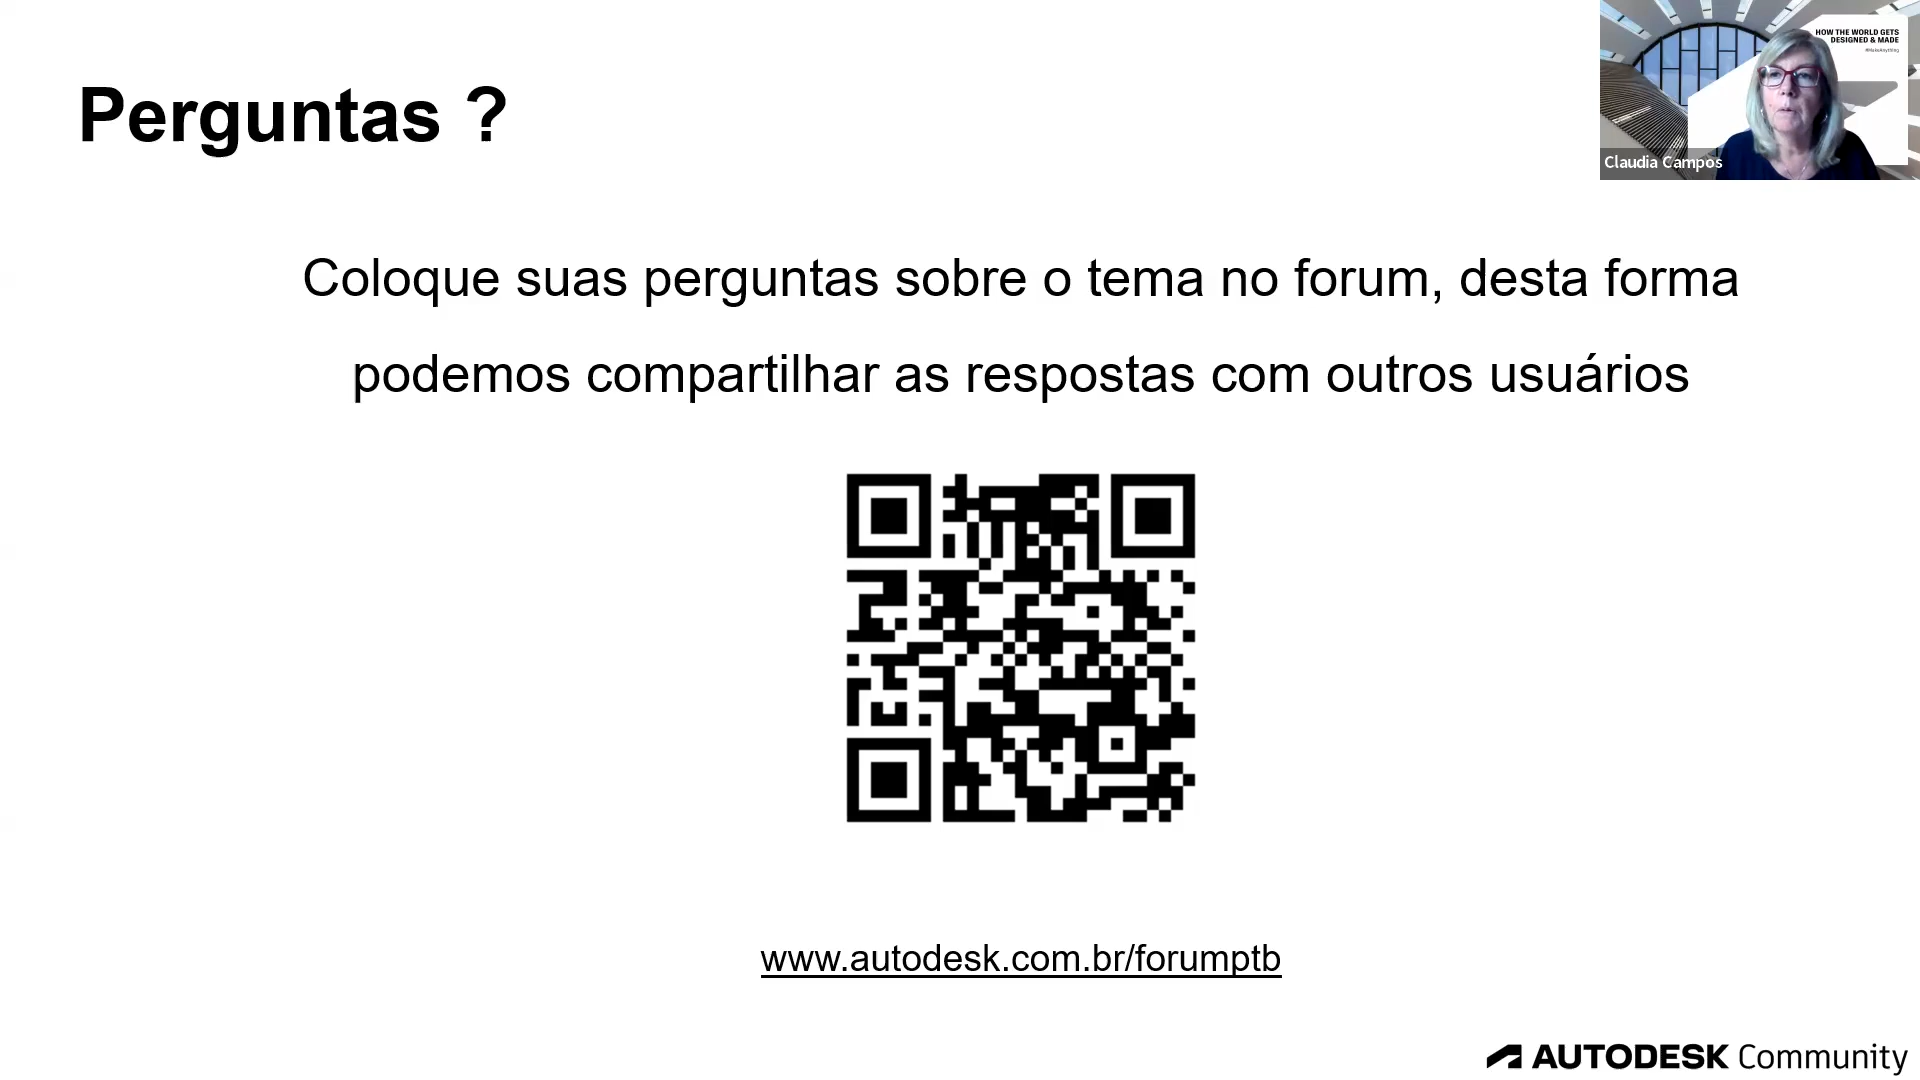 HOW THE WORLD GETS
DESIGNED & MADE
#MakeAnything
Claudia Campos
Perguntas ?
Coloque suas perguntas sobre o tema no forum, desta forma
podemos compartilhar as respostas com outros usuários
www.autodesk.com.br/forumptb
AUTODESK Community